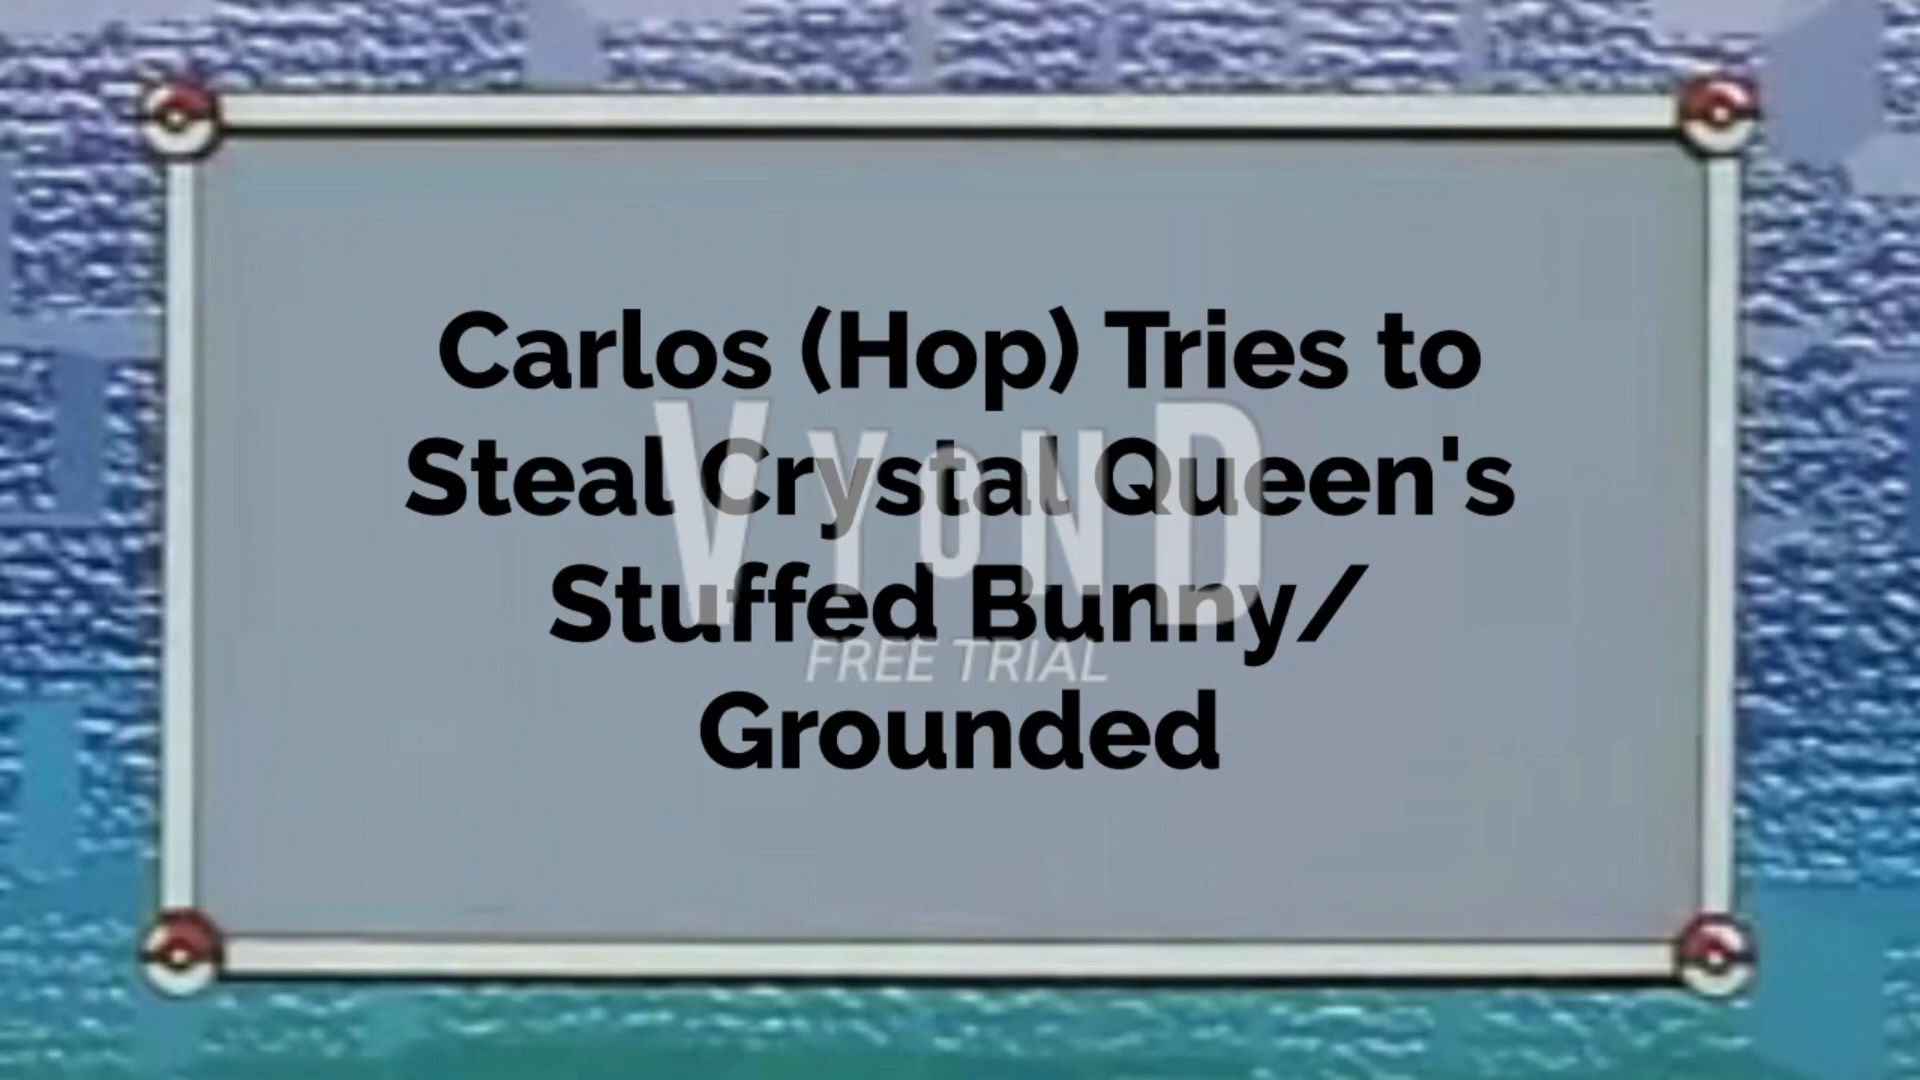 Carlos (Hop) Tries to
Steal Crystal Queen's
Stuffed Bunny/
Grounded
VYOND
FREE TRIAL